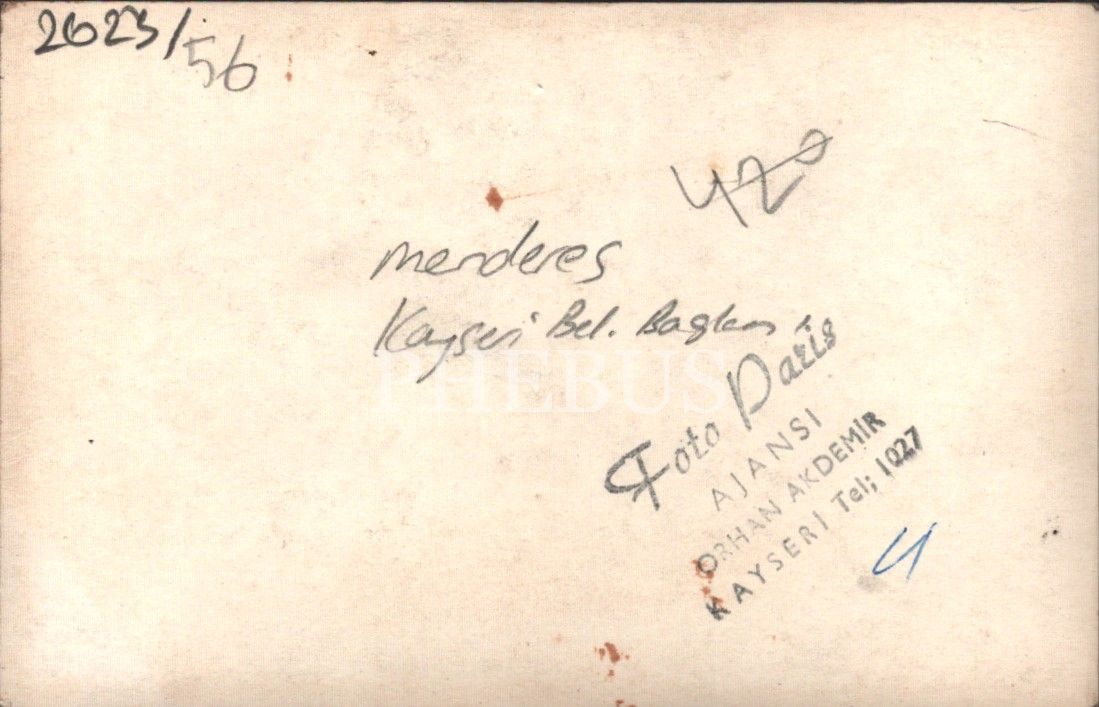 2023/56
420
menderes
Kayseri Bel. Başkanı
PHEBUS
Foto Paris
AJANSI
ORHAN AKDEMİR
KAYSERİ Tel; 1027
4